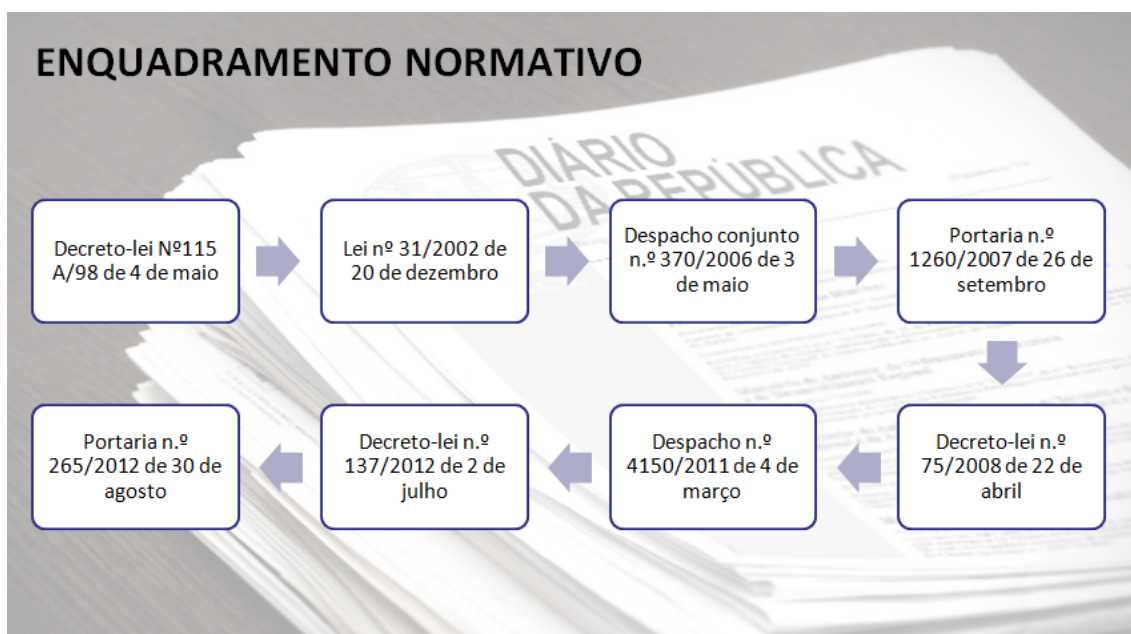 ENQUADRAMENTO NORMATIVO
DIÁRIO
DA REPÚBLICA
Decreto-lei Nº115
A/98 de 4 de maio
Lei nº 31/2002 de
20 de dezembro
Despacho conjunto
n.º 370/2006 de 3
de maio
Portaria n.º
1260/2007 de 26 de
setembro
Decreto-lei n.º
75/2008 de 22 de
abril
Despacho n.º
4150/2011 de 4 de
março
Decreto-lei n.º
137/2012 de 2 de
julho
Portaria n.º
265/2012 de 30 de
agosto